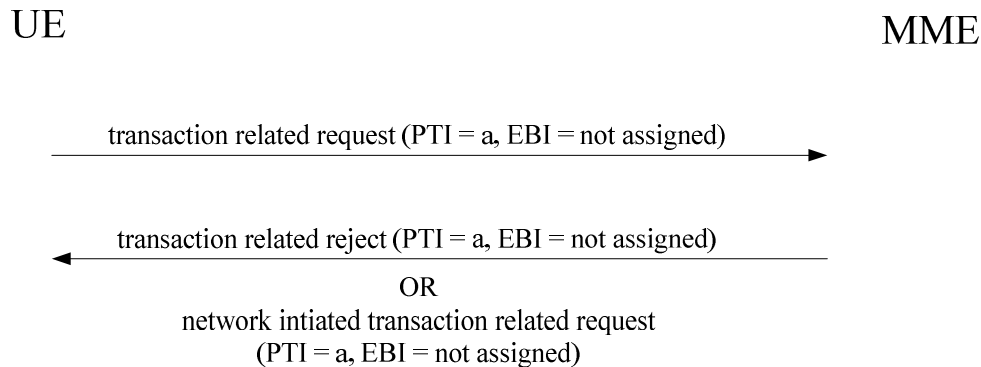 UE
MME
transaction related request (PTI = a, EBI = not assigned)
transaction related reject (PTI = a, EBI = not assigned)
OR
network intiated transaction related request
(PTI = a, EBI = not assigned)